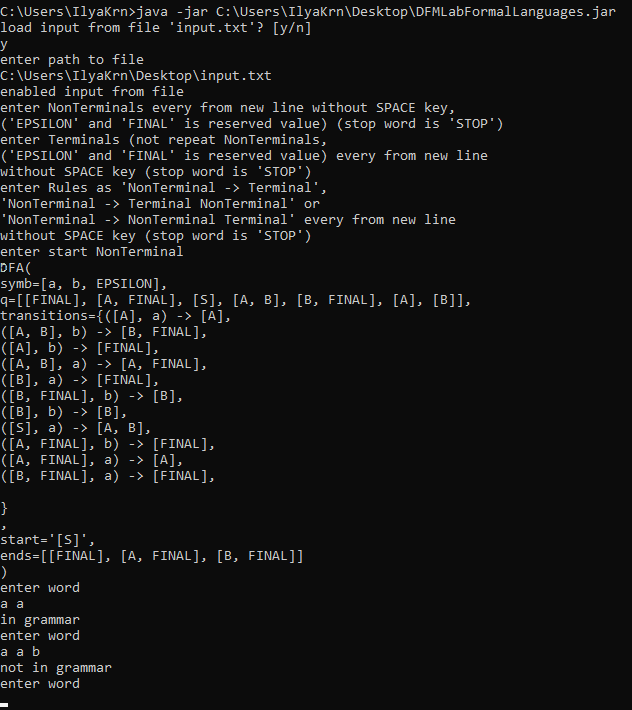 C:\Users\IlyaKrn>java -jar C:\Users\IlyaKrn\Desktop\DFMLabFormalLanguages.jar
load input from file 'input.txt'? [y/n]
y
enter path to file
C:\Users\IlyaKrn\Desktop\input.txt
enabled input from file
enter NonTerminals every from new line without SPACE key,
('EPSILON' and 'FINAL' is reserved value) (stop word is 'STOP')
enter Terminals (not repeat NonTerminals,
('EPSILON' and 'FINAL' is reserved value) every from new line
without SPACE key (stop word is 'STOP')
enter Rules as 'NonTerminal -> Terminal',
'NonTerminal -> Terminal NonTerminal' or
'NonTerminal -> NonTerminal Terminal' every from new line
without SPACE key (stop word is 'STOP')
enter start NonTerminal
DFA(
symb=[a, b, EPSILON],
q=[[FINAL], [A, FINAL], [S], [A, B], [B, FINAL], [A], [B]],
transitions={([A], a) -> [A],
([A, B], b) -> [B, FINAL],
([A], b) -> [FINAL],
([A, B], a) -> [A, FINAL],
([B], a) -> [FINAL],
([B, FINAL], b) -> [B],
([B], b) -> [B],
([S], a) -> [A, B],
([A, FINAL], b) -> [FINAL],
([A, FINAL], a) -> [A],
([B, FINAL], a) -> [FINAL],
}
,
start='[S]',
ends=[[FINAL], [A, FINAL], [B, FINAL]]
)
enter word
a a
in grammar
enter word
a a b
not in grammar
enter word